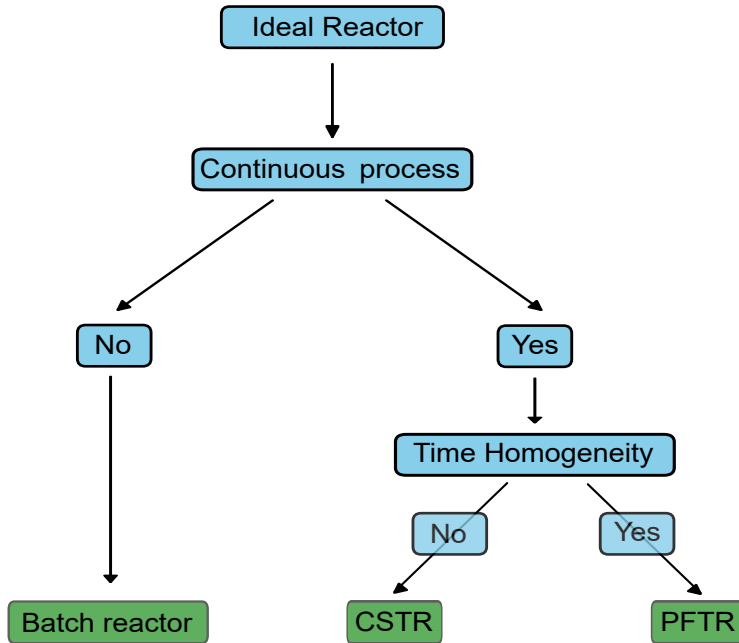 Ideal Reactor
Continuous process
No
Yes
Time Homogeneity
No
Yes
Batch reactor
CSTR
PFTR